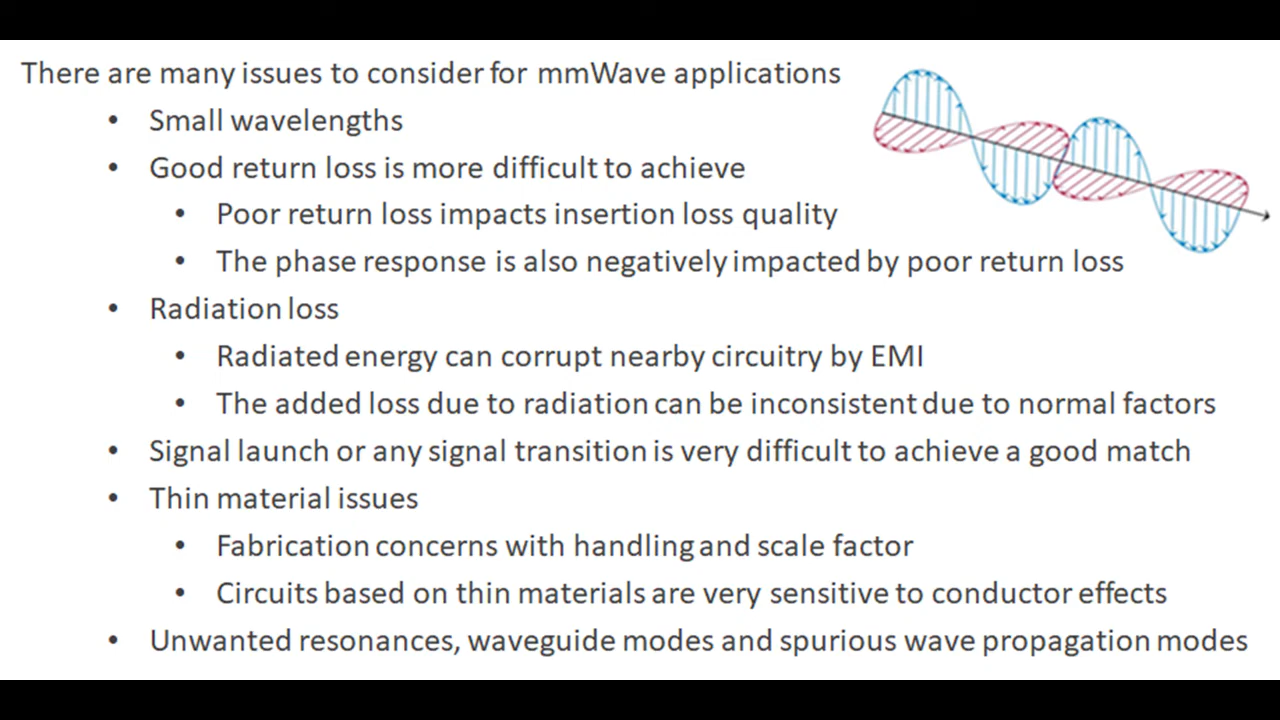 There are many issues to consider for mmWave applications
• Small wavelengths
• Good return loss is more difficult to achieve
• Poor return loss impacts insertion loss quality
• The phase response is also negatively impacted by poor return loss
• Radiation loss
• Radiated energy can corrupt nearby circuitry by EMI
• The added loss due to radiation can be inconsistent due to normal factors
• Signal launch or any signal transition is very difficult to achieve a good match
• Thin material issues
• Fabrication concerns with handling and scale factor
• Circuits based on thin materials are very sensitive to conductor effects
• Unwanted resonances, waveguide modes and spurious wave propagation modes